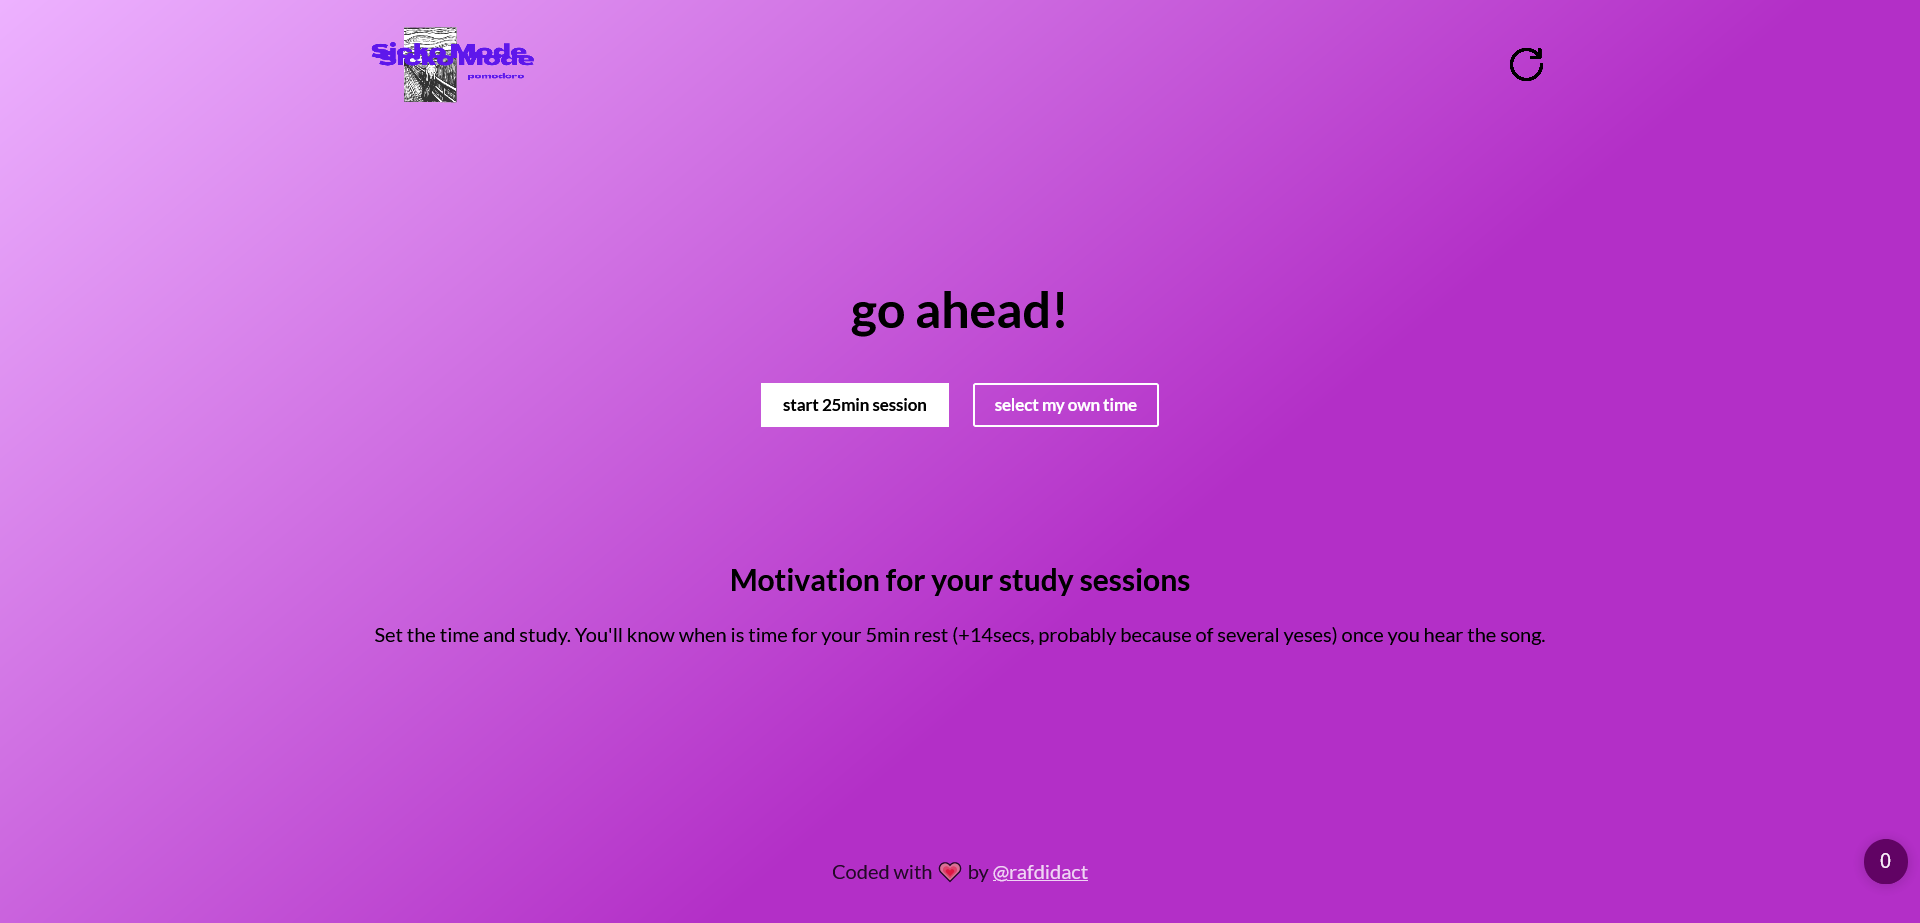 Sicko Mode
Sicko Mode
pomodoro
go ahead!
start 25min session
select my own time
Motivation for your study sessions
Set the time and study. You'll know when is time for your 5min rest (+14secs, probably because of several yeses) once you hear the song.
Coded with ❤ by @rafdidact
0